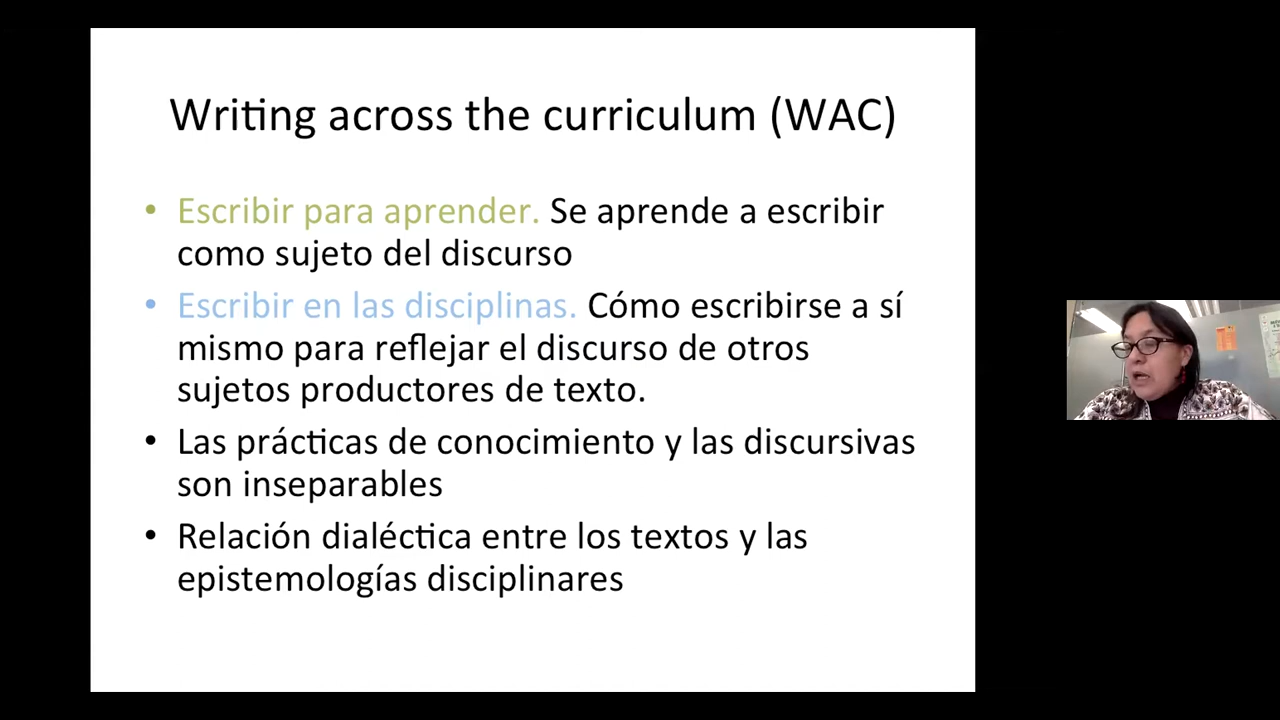 Writing across the curriculum (WAC)
• Escribir para aprender. Se aprende a escribir
como sujeto del discurso
• Escribir en las disciplinas. Cómo escribirse a sí
mismo para reflejar el discurso de otros
sujetos productores de texto.
• Las prácticas de conocimiento y las discursivas
son inseparables
• Relación dialéctica entre los textos y las
epistemologías disciplinares